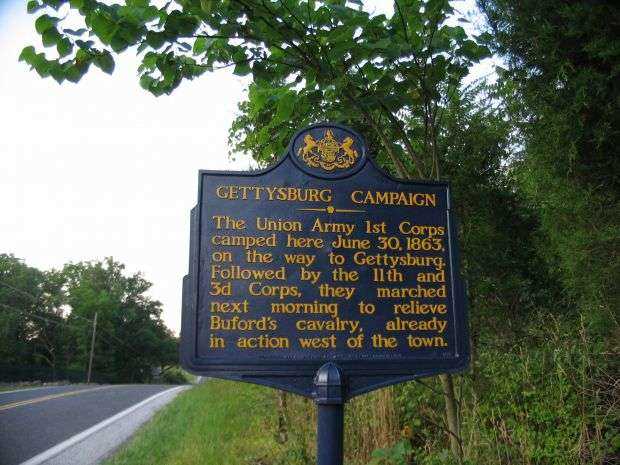 GETTYSBURG CAMPAIGN
The Union Army 1st Corps
camped here June 30, 1863,
on the way to Gettysburg.
Followed by the 11th and
3d Corps, they marched
next morning to relieve
Buford's cavalry, already
in action west of the town.